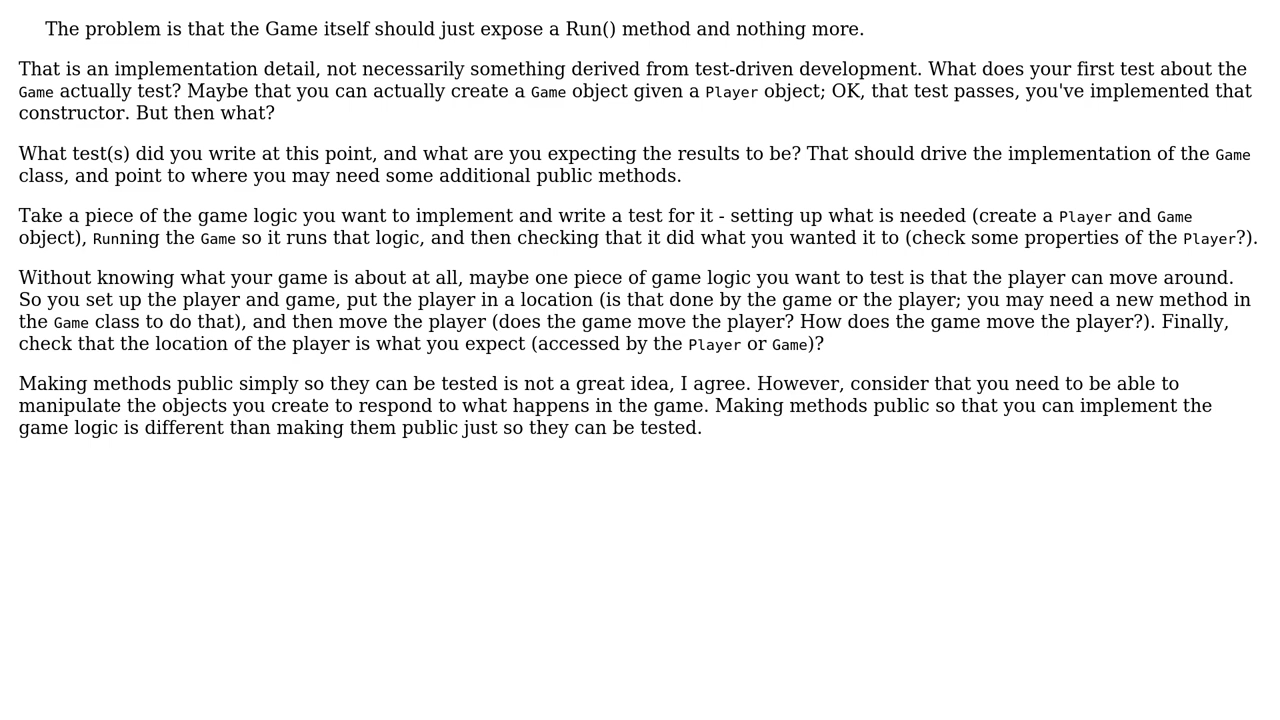 The problem is that the Game itself should just expose a Run() method and nothing more.
That is an implementation detail, not necessarily something derived from test-driven development. What does your first test about the
Game actually test? Maybe that you can actually create a Game object given a Player object; OK, that test passes, you've implemented that
constructor. But then what?
What test(s) did you write at this point, and what are you expecting the results to be? That should drive the implementation of the Game
class, and point to where you may need some additional public methods.
Take a piece of the game logic you want to implement and write a test for it - setting up what is needed (create a Player and Game
object), Running the Game so it runs that logic, and then checking that it did what you wanted it to (check some properties of the Player?).
Without knowing what your game is about at all, maybe one piece of game logic you want to test is that the player can move around.
So you set up the player and game, put the player in a location (is that done by the game or the player; you may need a new method in
the Game class to do that), and then move the player (does the game move the player? How does the game move the player?). Finally,
check that the location of the player is what you expect (accessed by the Player or Game)?
Making methods public simply so they can be tested is not a great idea, I agree. However, consider that you need to be able to
manipulate the objects you create to respond to what happens in the game. Making methods public so that you can implement the
game logic is different than making them public just so they can be tested.